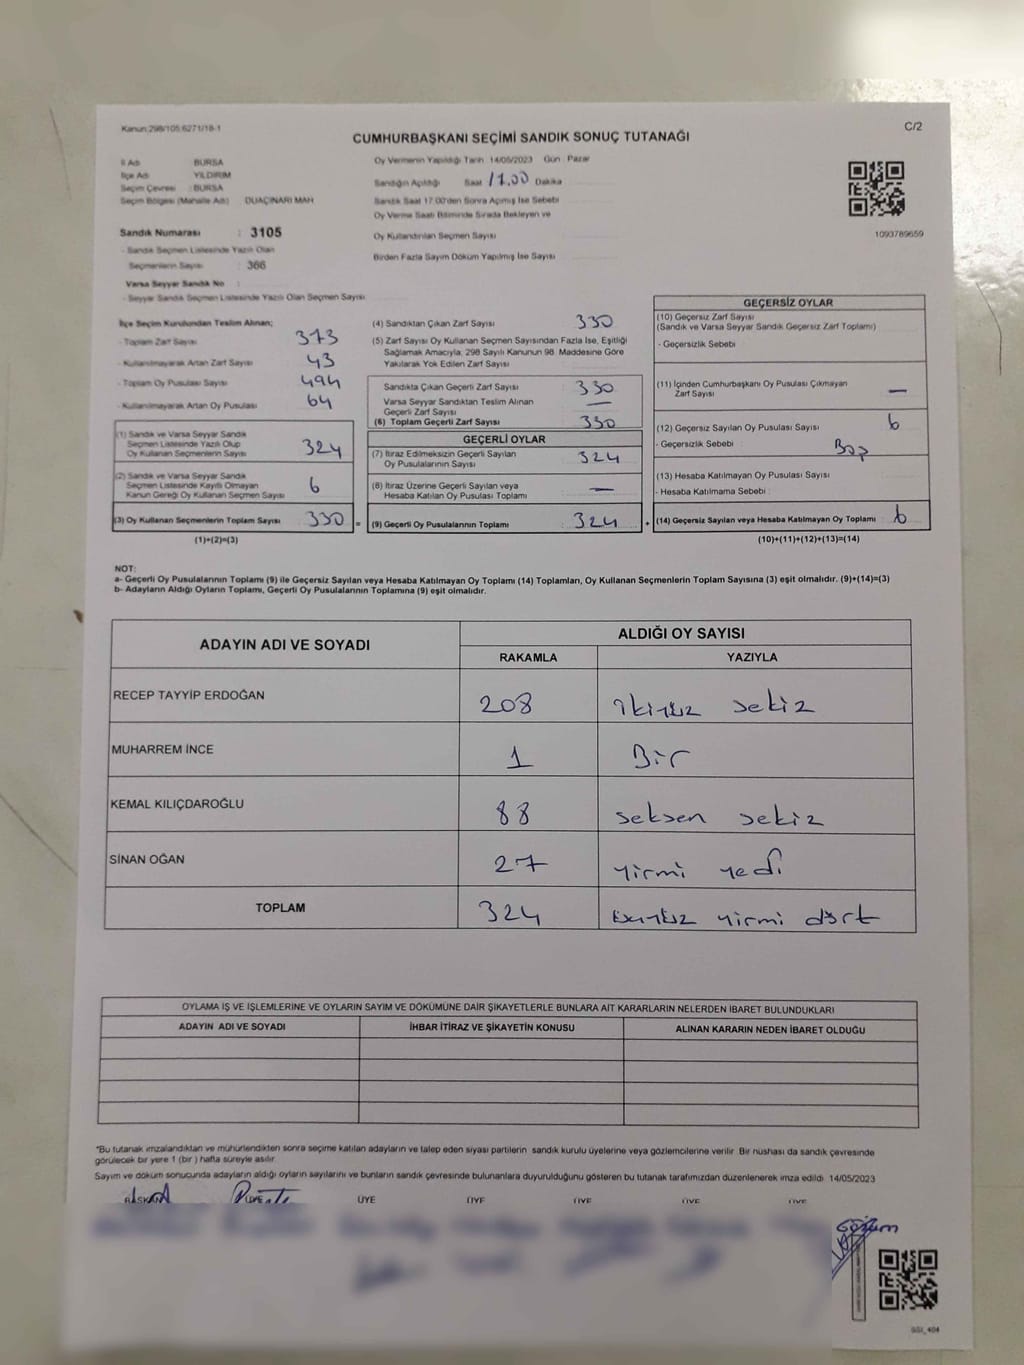 Kanun:298/105.6271/18-1
C/2
CUMHURBAŞKANI SEÇİMİ SANDIK SONUÇ TUTANAĞI
İl Adı BURSA
İlçe Adı YILDIRIM
Seçim Çevresi : BURSA
Seçim Bölgesi (Mahalle Adı) DUAÇINARI MAH
Sandık Numarası : 3105
- Sandık Seçmen Listesinde Yazılı Olan
Seçmenlerin Sayısı : 366
Varsa Seyyar Sandık No :
- Seyyar Sandık Seçmen Listesinde Yazılı Olan Seçmen Sayısı
Oy Vermenin Yapıldığı Tarih 14/05/2023 Gün Pazar
Sandığın Açıldığı Saat 17.00 Dakika
Sandık Saat 17.00'den Sonra Açılmış İse Sebebi
Oy Verme Saati Bitiminde Sırada Bekleyen ve
Oy Kullandırılan Seçmen Sayısı
Birden Fazla Sayım Döküm Yapılmış İse Sayısı
1093789659
İlçe Seçim Kurulundan Teslim Alınan;
- Toplam Zarf Sayısı 373
- Kullanılmayarak Artan Zarf Sayısı 43
- Toplam Oy Pusulası Sayısı 494
- Kullanılmayarak Artan Oy Pusulası 64
(1) Sandık ve Varsa Seyyar Sandık
Seçmen Listesinde Yazılı Olup
Oy Kullanan Seçmenlerin Sayısı 324
(2) Sandık ve Varsa Seyyar Sandık
Seçmen Listesinde Kayıtlı Olmayan
Kanun Gereği Oy Kullanan Seçmen Sayısı 6
(3) Oy Kullanan Seçmenlerin Toplam Sayısı 330 =
(1)+(2)=(3)
(4) Sandıktan Çıkan Zarf Sayısı 330
(5) Zarf Sayısı Oy Kullanan Seçmen Sayısından Fazla İse, Eşitliği
Sağlamak Amacıyla, 298 Sayılı Kanunun 98. Maddesine Göre
Yakılarak Yok Edilen Zarf Sayısı
Sandıkta Çıkan Geçerli Zarf Sayısı : 330
Varsa Seyyar Sandıktan Teslim Alınan
Geçerli Zarf Sayısı —
(6) Toplam Geçerli Zarf Sayısı : 330
GEÇERLİ OYLAR
(7) İtiraz Edilmeksizin Geçerli Sayılan
Oy Pusulalarının Sayısı : 324
(8) İtiraz Üzerine Geçerli Sayılan veya
Hesaba Katılan Oy Pusulası Toplamı : —
(9) Geçerli Oy Pusulalarının Toplamı : 324 +
GEÇERSİZ OYLAR
(10) Geçersiz Zarf Sayısı
(Sandık ve Varsa Seyyar Sandık Geçersiz Zarf Toplamı)
- Geçersizlik Sebebi
(11) İçinden Cumhurbaşkanı Oy Pusulası Çıkmayan
Zarf Sayısı —
(12) Geçersiz Sayılan Oy Pusulası Sayısı 6
- Geçersizlik Sebebi
(13) Hesaba Katılmayan Oy Pusulası Sayısı
- Hesaba Katılmama Sebebi :
(14) Geçersiz Sayılan veya Hesaba Katılmayan Oy Toplamı : 6
(10)+(11)+(12)+(13)=(14)
NOT:
a- Geçerli Oy Pusulalarının Toplamı (9) ile Geçersiz Sayılan veya Hesaba Katılmayan Oy Toplamı (14) Toplamları, Oy Kullanan Seçmenlerin Toplam Sayısına (3) eşit olmalıdır. (9)+(14)=(3)
b- Adayların Aldığı Oyların Toplamı, Geçerli Oy Pusulalarının Toplamına (9) eşit olmalıdır.
ADAYIN ADI VE SOYADI
ALDIĞI OY SAYISI
RAKAMLA YAZIYLA
RECEP TAYYİP ERDOĞAN 208 ikiyüz sekiz
MUHARREM İNCE 1 Bir
KEMAL KILIÇDAROĞLU 88 seksen sekiz
SİNAN OĞAN 27 yirmi yedi
TOPLAM 324 üçyüz yirmi dört
OYLAMA İŞ VE İŞLEMLERİNE VE OYLARIN SAYIM VE DÖKÜMÜNE DAİR ŞİKAYETLERLE BUNLARA AİT KARARLARIN NELERDEN İBARET BULUNDUKLARI
ADAYIN ADI VE SOYADI İHBAR İTİRAZ VE ŞİKAYETİN KONUSU ALINAN KARARIN NEDEN İBARET OLDUĞU
"Bu tutanak imzalandıktan ve mühürlendikten sonra seçime katılan adayların ve talep eden siyasi partilerin sandık kurulu üyelerine veya gözlemcilerine verilir. Bir nüshası da sandık çevresinde
görülecek bir yere 1 (bir) hafta süreyle asılır.
Sayım ve döküm sonucunda adayların aldığı oyların sayılarını ve bunların sandık çevresinde bulunanlara duyurulduğunu gösteren bu tutanak tarafımızdan düzenlenerek imza edildi. 14/05/2023
BAŞKAN ÜYE ÜYE ÜYE ÜYE ÜYE ÜYE
GSI_404